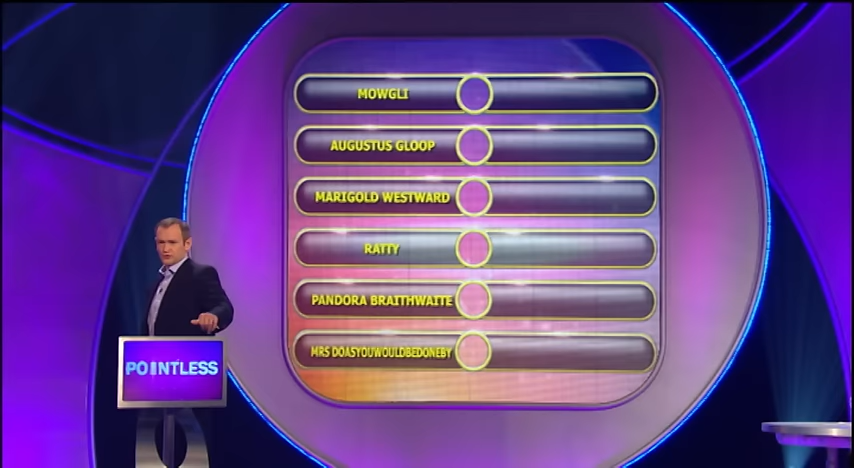 MOWGLI
AUGUSTUS GLOOP
MARIGOLD WESTWARD
RATTY
PANDORA BRAITHWAITE
MRS DOASYOUWOULDBEDONEBY
POINTLESS